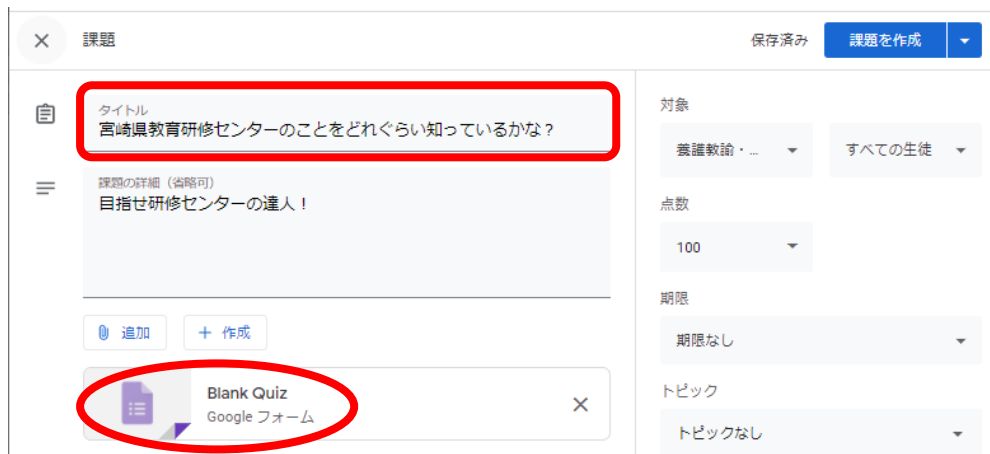 課題
保存済み
課題を作成
タイトル
宮崎県教育研修センターのことをどれぐらい知っているかな？
課題の詳細（省略可）
目指せ研修センターの達人！
追加
+ 作成
Blank Quiz
Google フォーム
対象
養護教諭・...
すべての生徒
点数
100
期限
期限なし
トピック
トピックなし